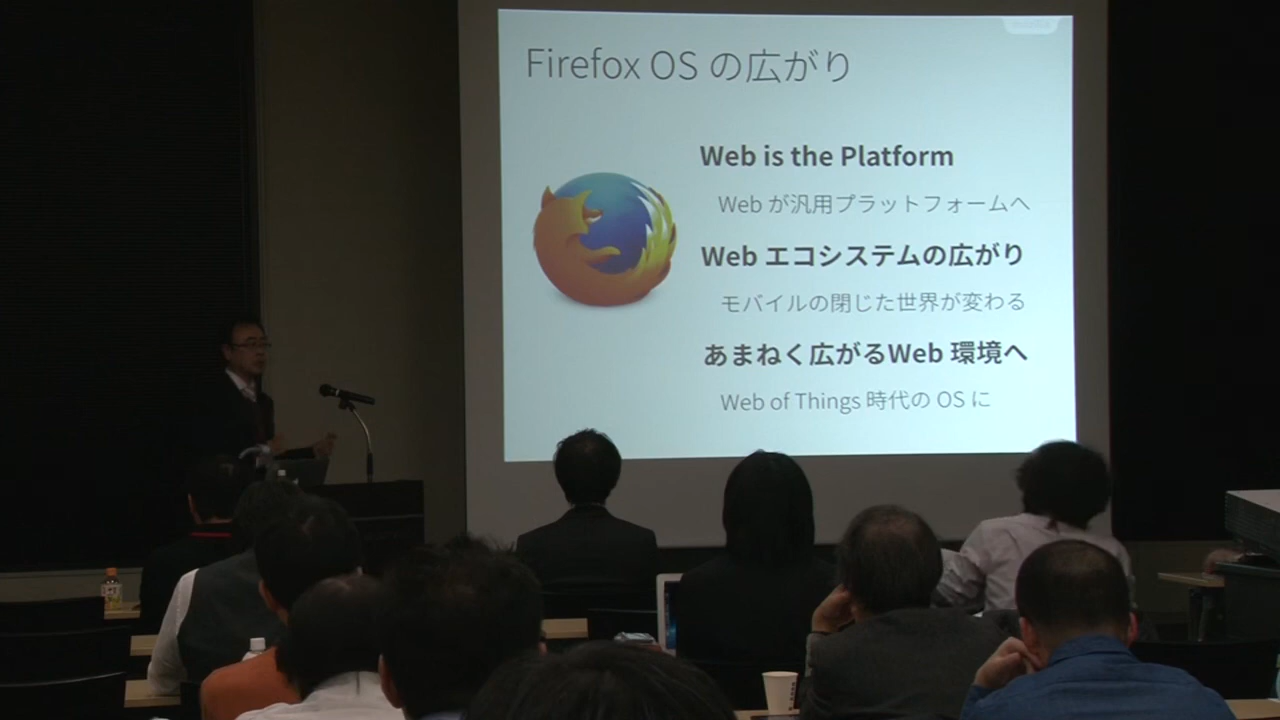 Firefox OS の広がり
Web is the Platform
Web が汎用プラットフォームへ
Web エコシステムの広がり
モバイルの閉じた世界が変わる
あまねく広がるWeb 環境へ
Web of Things 時代の OS に